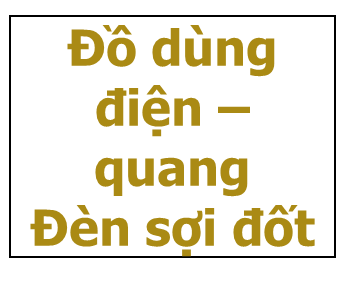 Đồ dùng
điện –
quang
Đèn sợi đốt